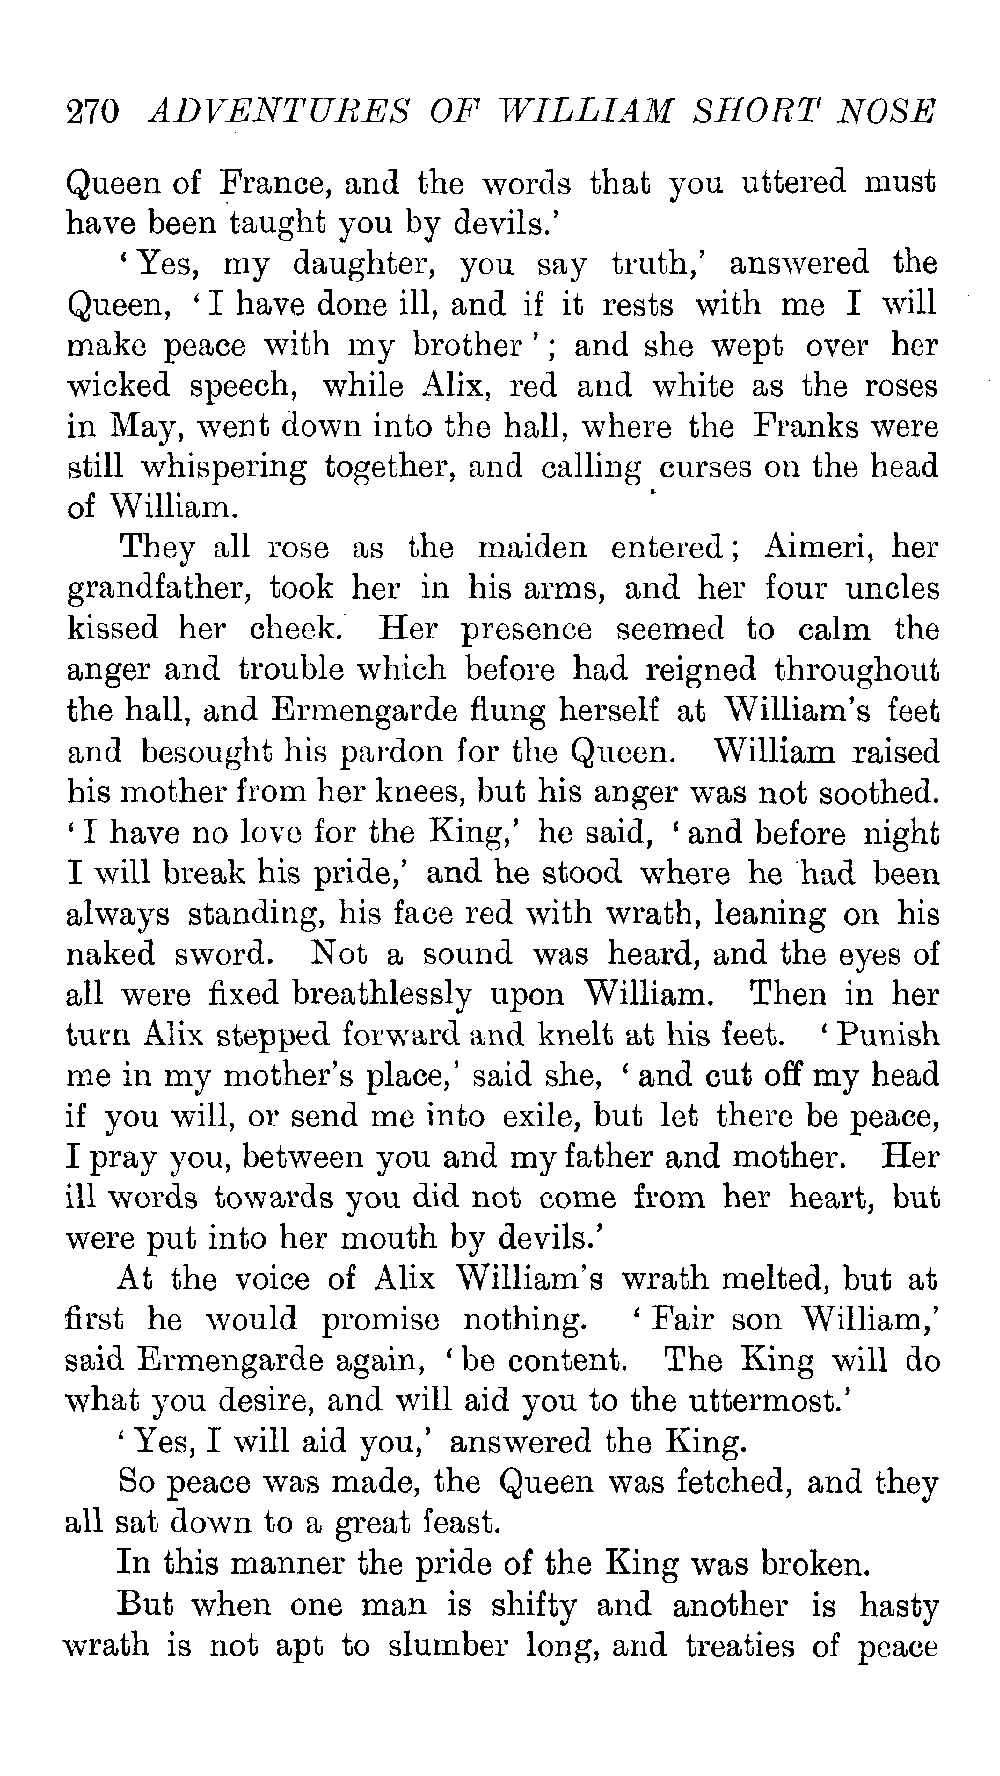 270 ADVENTURES OF WILLIAM SHORT NOSE
Queen of France, and the words that you uttered must
have been taught you by devils.’
‘ Yes, my daughter, you say truth,’ answered the
Queen, ‘ I have done ill, and if it rests with me I will
make peace with my brother ’ ; and she wept over her
wicked speech, while Alix, red and white as the roses
in May, went down into the hall, where the Franks were
still whispering together, and calling curses on the head
of William.
They all rose as the maiden entered ; Aimeri, her
grandfather, took her in his arms, and her four uncles
kissed her cheek. Her presence seemed to calm the
anger and trouble which before had reigned throughout
the hall, and Ermengarde flung herself at William’s feet
and besought his pardon for the Queen. William raised
his mother from her knees, but his anger was not soothed.
‘ I have no love for the King,’ he said, ‘ and before night
I will break his pride,’ and he stood where he had been
always standing, his face red with wrath, leaning on his
naked sword. Not a sound was heard, and the eyes of
all were fixed breathlessly upon William. Then in her
turn Alix stepped forward and knelt at his feet. ‘ Punish
me in my mother’s place,’ said she, ‘ and cut off my head
if you will, or send me into exile, but let there be peace,
I pray you, between you and my father and mother. Her
ill words towards you did not come from her heart, but
were put into her mouth by devils.’
At the voice of Alix William’s wrath melted, but at
first he would promise nothing. ‘ Fair son William,’
said Ermengarde again, ‘ be content. The King will do
what you desire, and will aid you to the uttermost.’
‘ Yes, I will aid you,’ answered the King.
So peace was made, the Queen was fetched, and they
all sat down to a great feast.
In this manner the pride of the King was broken.
But when one man is shifty and another is hasty
wrath is not apt to slumber long, and treaties of peace